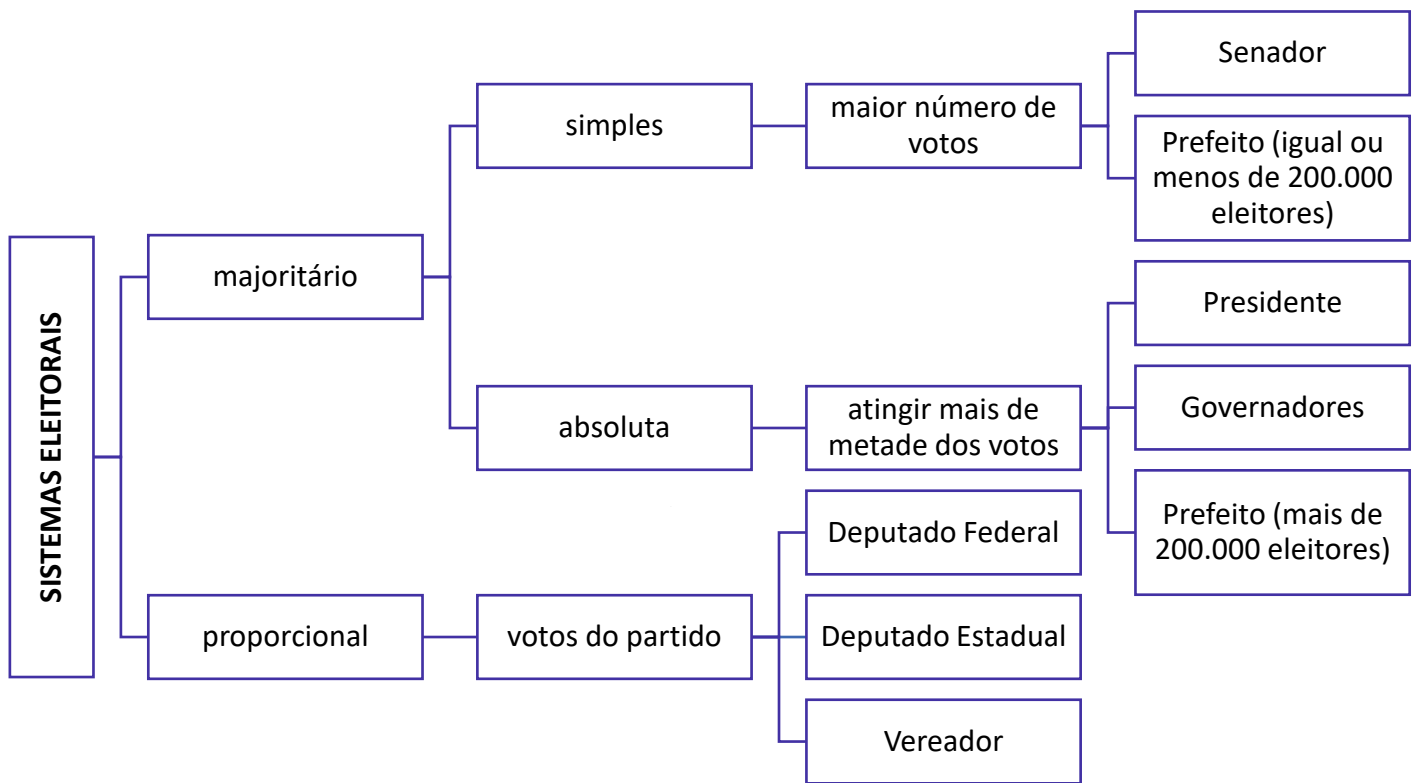 SISTEMAS ELEITORAIS
majoritário
simples
maior número de
votos
Senador
Prefeito (igual ou
menos de 200.000
eleitores)
absoluta
atingir mais de
metade dos votos
Presidente
Governadores
Prefeito (mais de
200.000 eleitores)
proporcional
votos do partido
Deputado Federal
Deputado Estadual
Vereador